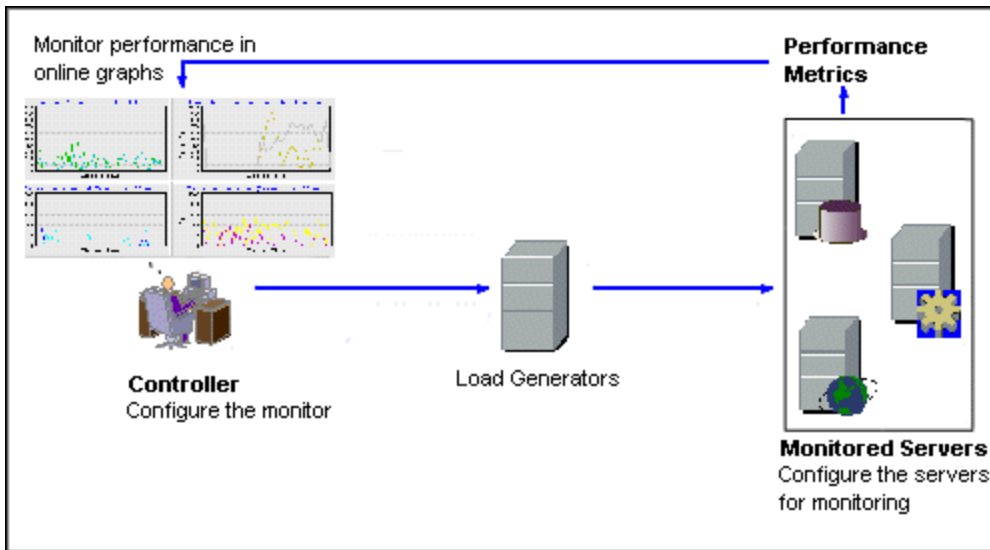 Monitor performance in
online graphs
Performance
Metrics
Controller
Configure the monitor
Load Generators
Monitored Servers
Configure the servers
for monitoring